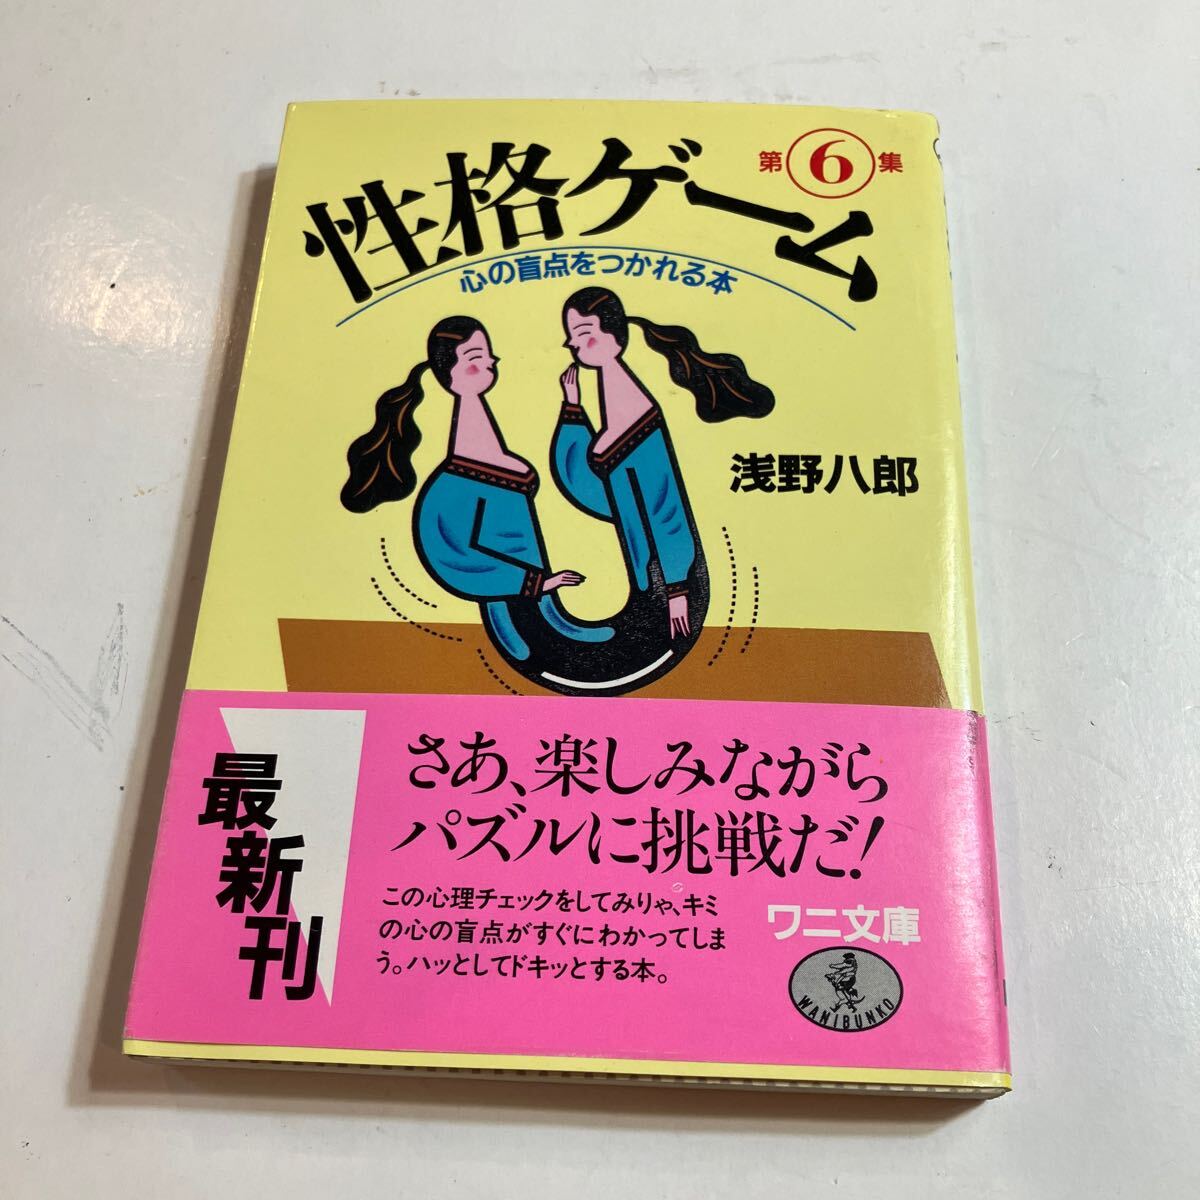 第6集
性格ゲーム
心の盲点をつかれる本
浅野八郎
最新刊
さあ、楽しみながら
パズルに挑戦だ!
この心理チェックをしてみりゃ、キミ
の心の盲点がすぐにわかってしま
う。ハッとしてドキッとする本。
ワニ文庫
WANIBUNKO